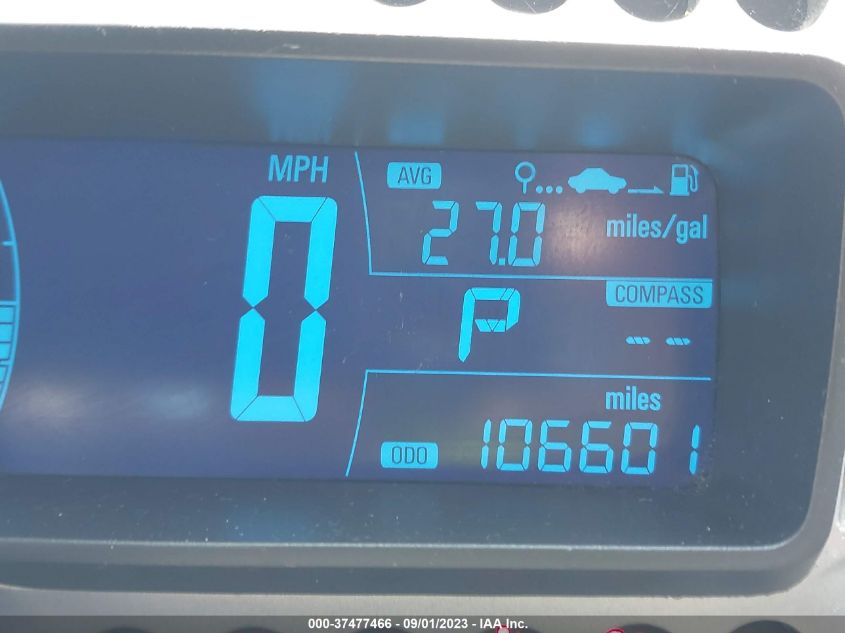 MPH
0
AVG
27.0 miles/gal
P
COMPASS
--
miles
ODO 106601
000-37477466 - 09/01/2023 - IAA Inc.